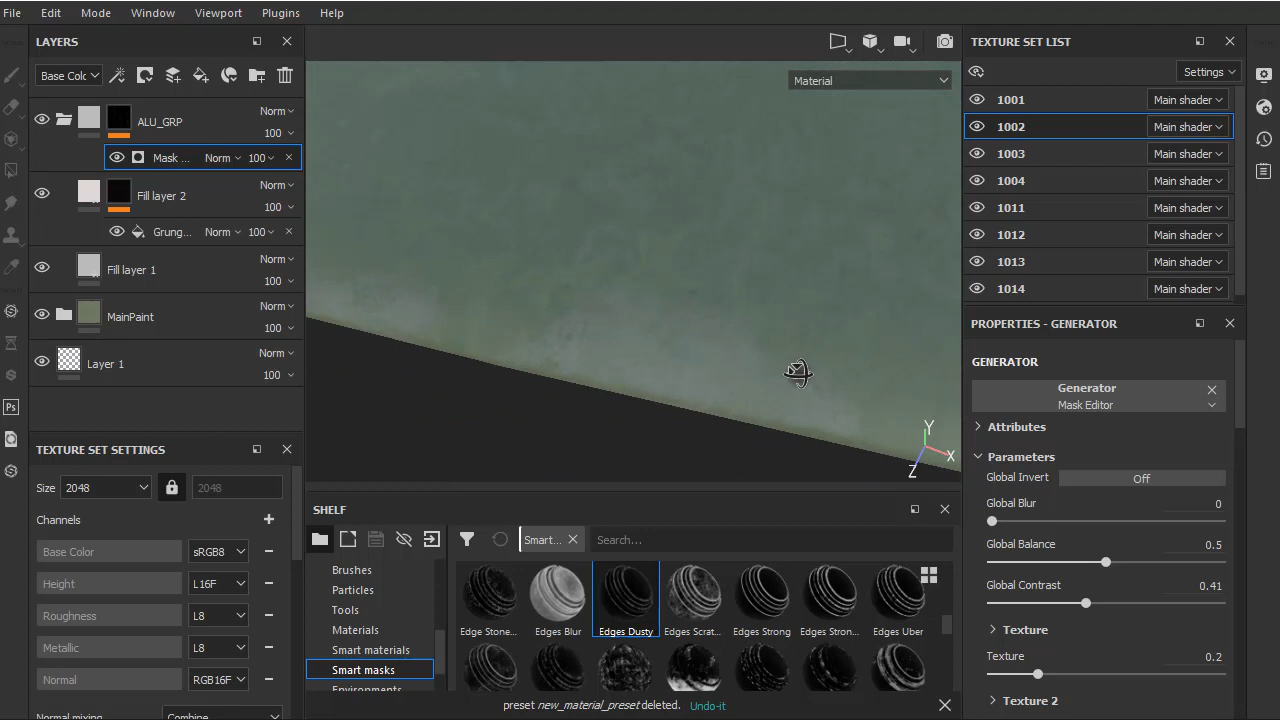 File Edit Mode Window Viewport Plugins Help
LAYERS
Base Colc
ALU_GRP Norm 100
Mask ... Norm 100
Fill layer 2 Norm 100
Grung... Norm 100
Fill layer 1 Norm 100
MainPaint Norm 100
Layer 1 Norm 100
TEXTURE SET SETTINGS
Size 2048 2048
Channels
Base Color sRGB8
Height L16F
Roughness L8
Metallic L8
Normal RGB16F
Normal mixing Combine
Ps
Material
Y
X
Z
SHELF
Smart... Search...
Brushes
Particles
Tools
Materials
Smart materials
Smart masks
Environments
Edge Stone... Edges Blur Edges Dusty Edges Scrat... Edges Strong Edges Stron... Edges Uber
preset new_material_preset deleted. Undo-it
TEXTURE SET LIST
Settings
1001 Main shader
1002 Main shader
1003 Main shader
1004 Main shader
1011 Main shader
1012 Main shader
1013 Main shader
1014 Main shader
PROPERTIES - GENERATOR
GENERATOR
Generator
Mask Editor
Attributes
Parameters
Global Invert Off
Global Blur 0
Global Balance 0.5
Global Contrast 0.41
Texture
Texture 0.2
Texture 2